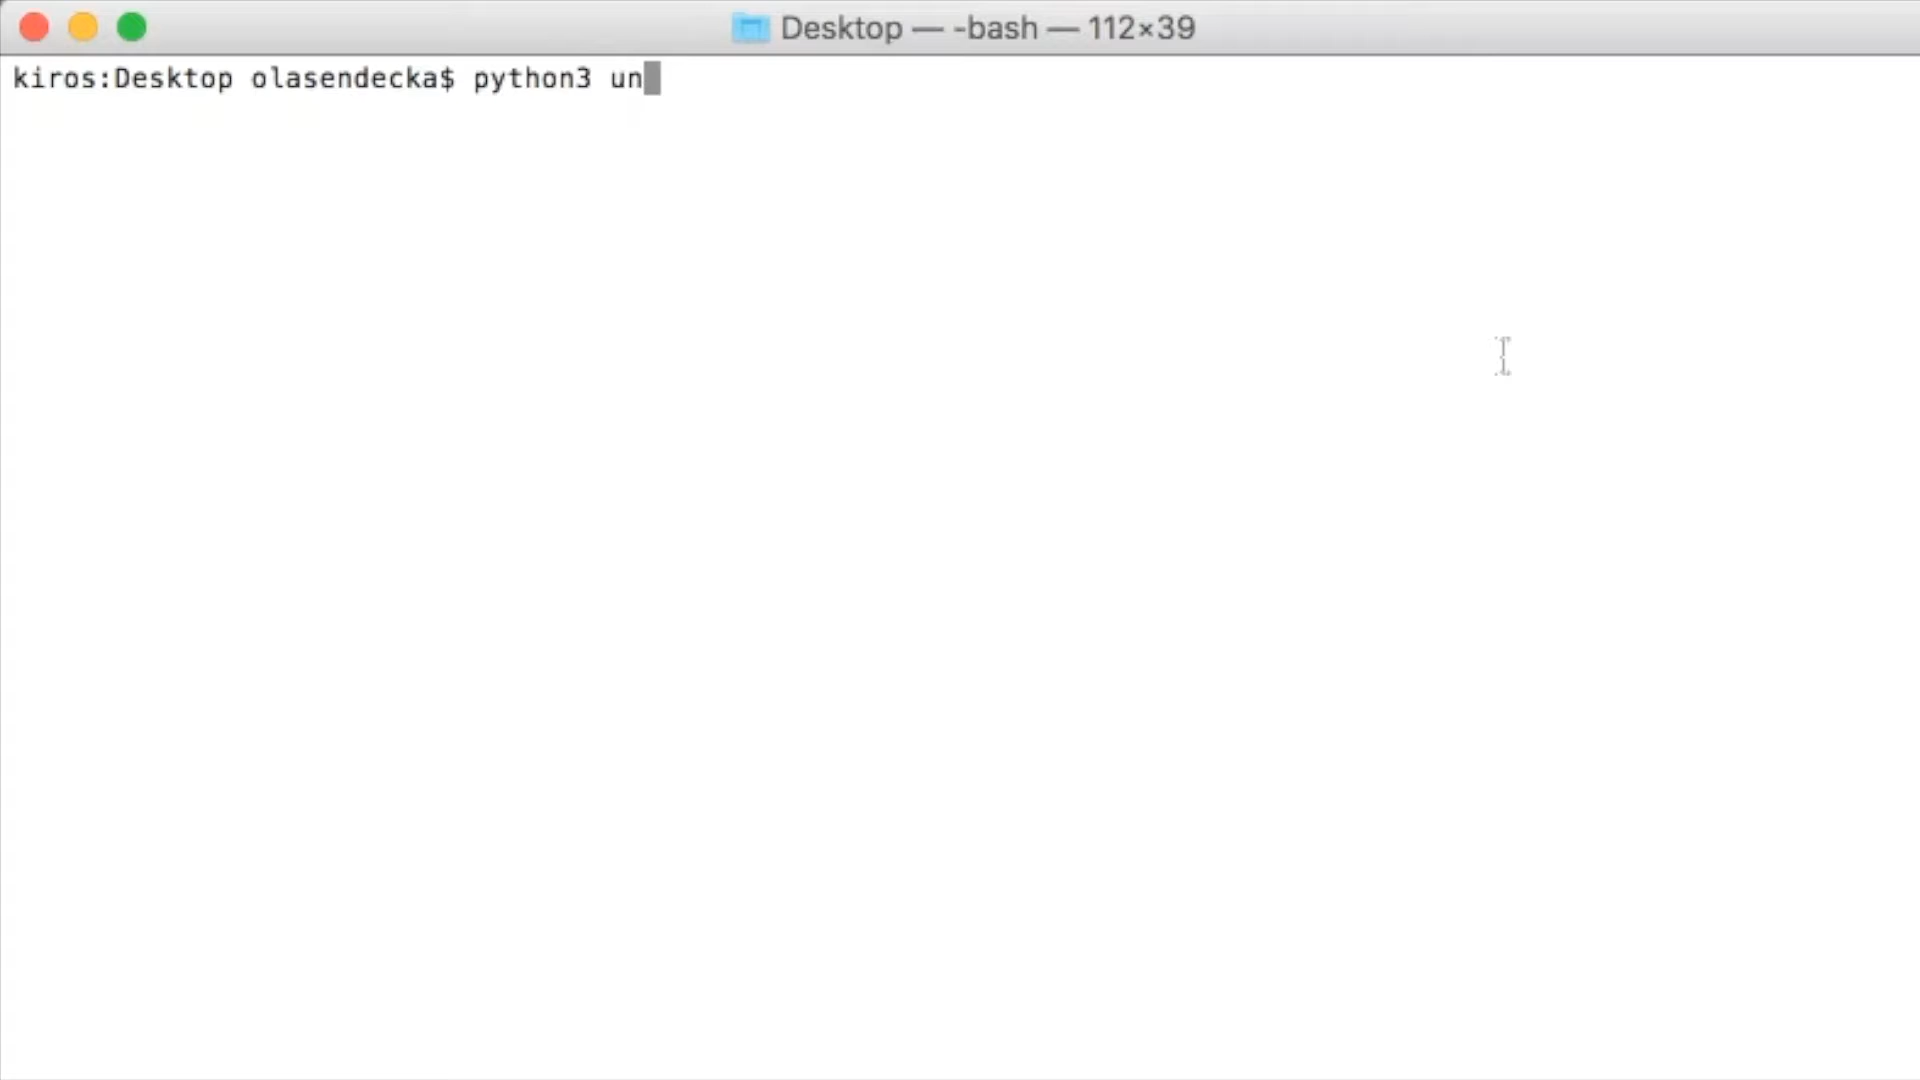 Desktop — -bash — 112×39
kiros:Desktop olasendecka$ python3 un